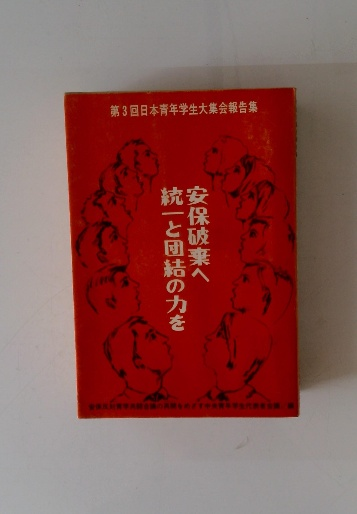 第3回日本青年学生大集会報告集
安保破棄へ
統一と団結の力を